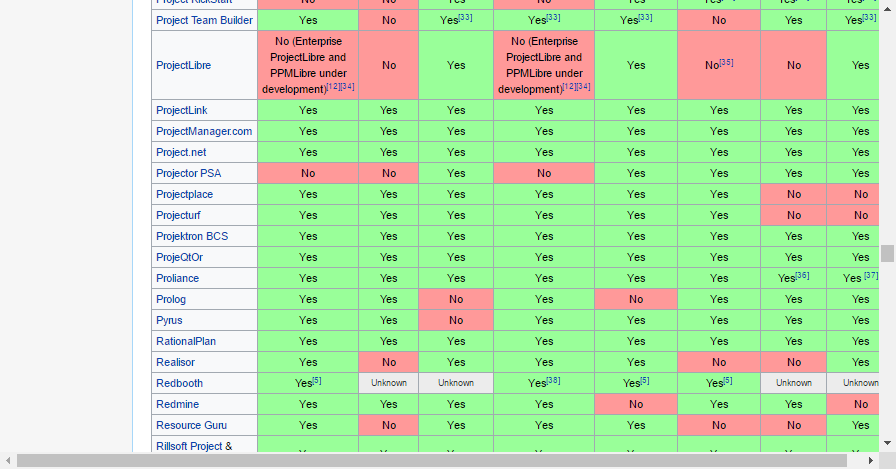 Project Team Builder Yes No Yes[33] Yes[33] Yes[33] No Yes Yes[33]
ProjectLibre No (Enterprise ProjectLibre and PPMLibre under development)[12][34] No Yes No (Enterprise ProjectLibre and PPMLibre under development)[12][34] Yes No[35] No Yes
ProjectLink Yes Yes Yes Yes Yes Yes Yes Yes
ProjectManager.com Yes Yes Yes Yes Yes Yes Yes Yes
Project.net Yes Yes Yes Yes Yes Yes Yes Yes
Projector PSA No No Yes No Yes Yes Yes Yes
Projectplace Yes Yes Yes Yes Yes Yes No No
Projecturf Yes Yes Yes Yes Yes Yes No No
Projektron BCS Yes Yes Yes Yes Yes Yes Yes Yes
ProjeQtOr Yes Yes Yes Yes Yes Yes Yes Yes
Proliance Yes Yes Yes Yes Yes Yes Yes[36] Yes [37]
Prolog Yes Yes No Yes No Yes Yes Yes
Pyrus Yes Yes No Yes Yes Yes Yes Yes
RationalPlan Yes Yes Yes Yes Yes Yes Yes Yes
Realisor Yes No Yes Yes Yes No No Yes
Redbooth Yes[5] Unknown Unknown Yes[38] Yes[5] Yes[5] Unknown Unknown
Redmine Yes Yes Yes Yes No Yes Yes No
Resource Guru Yes No Yes Yes Yes No No Yes
Rillsoft Project &